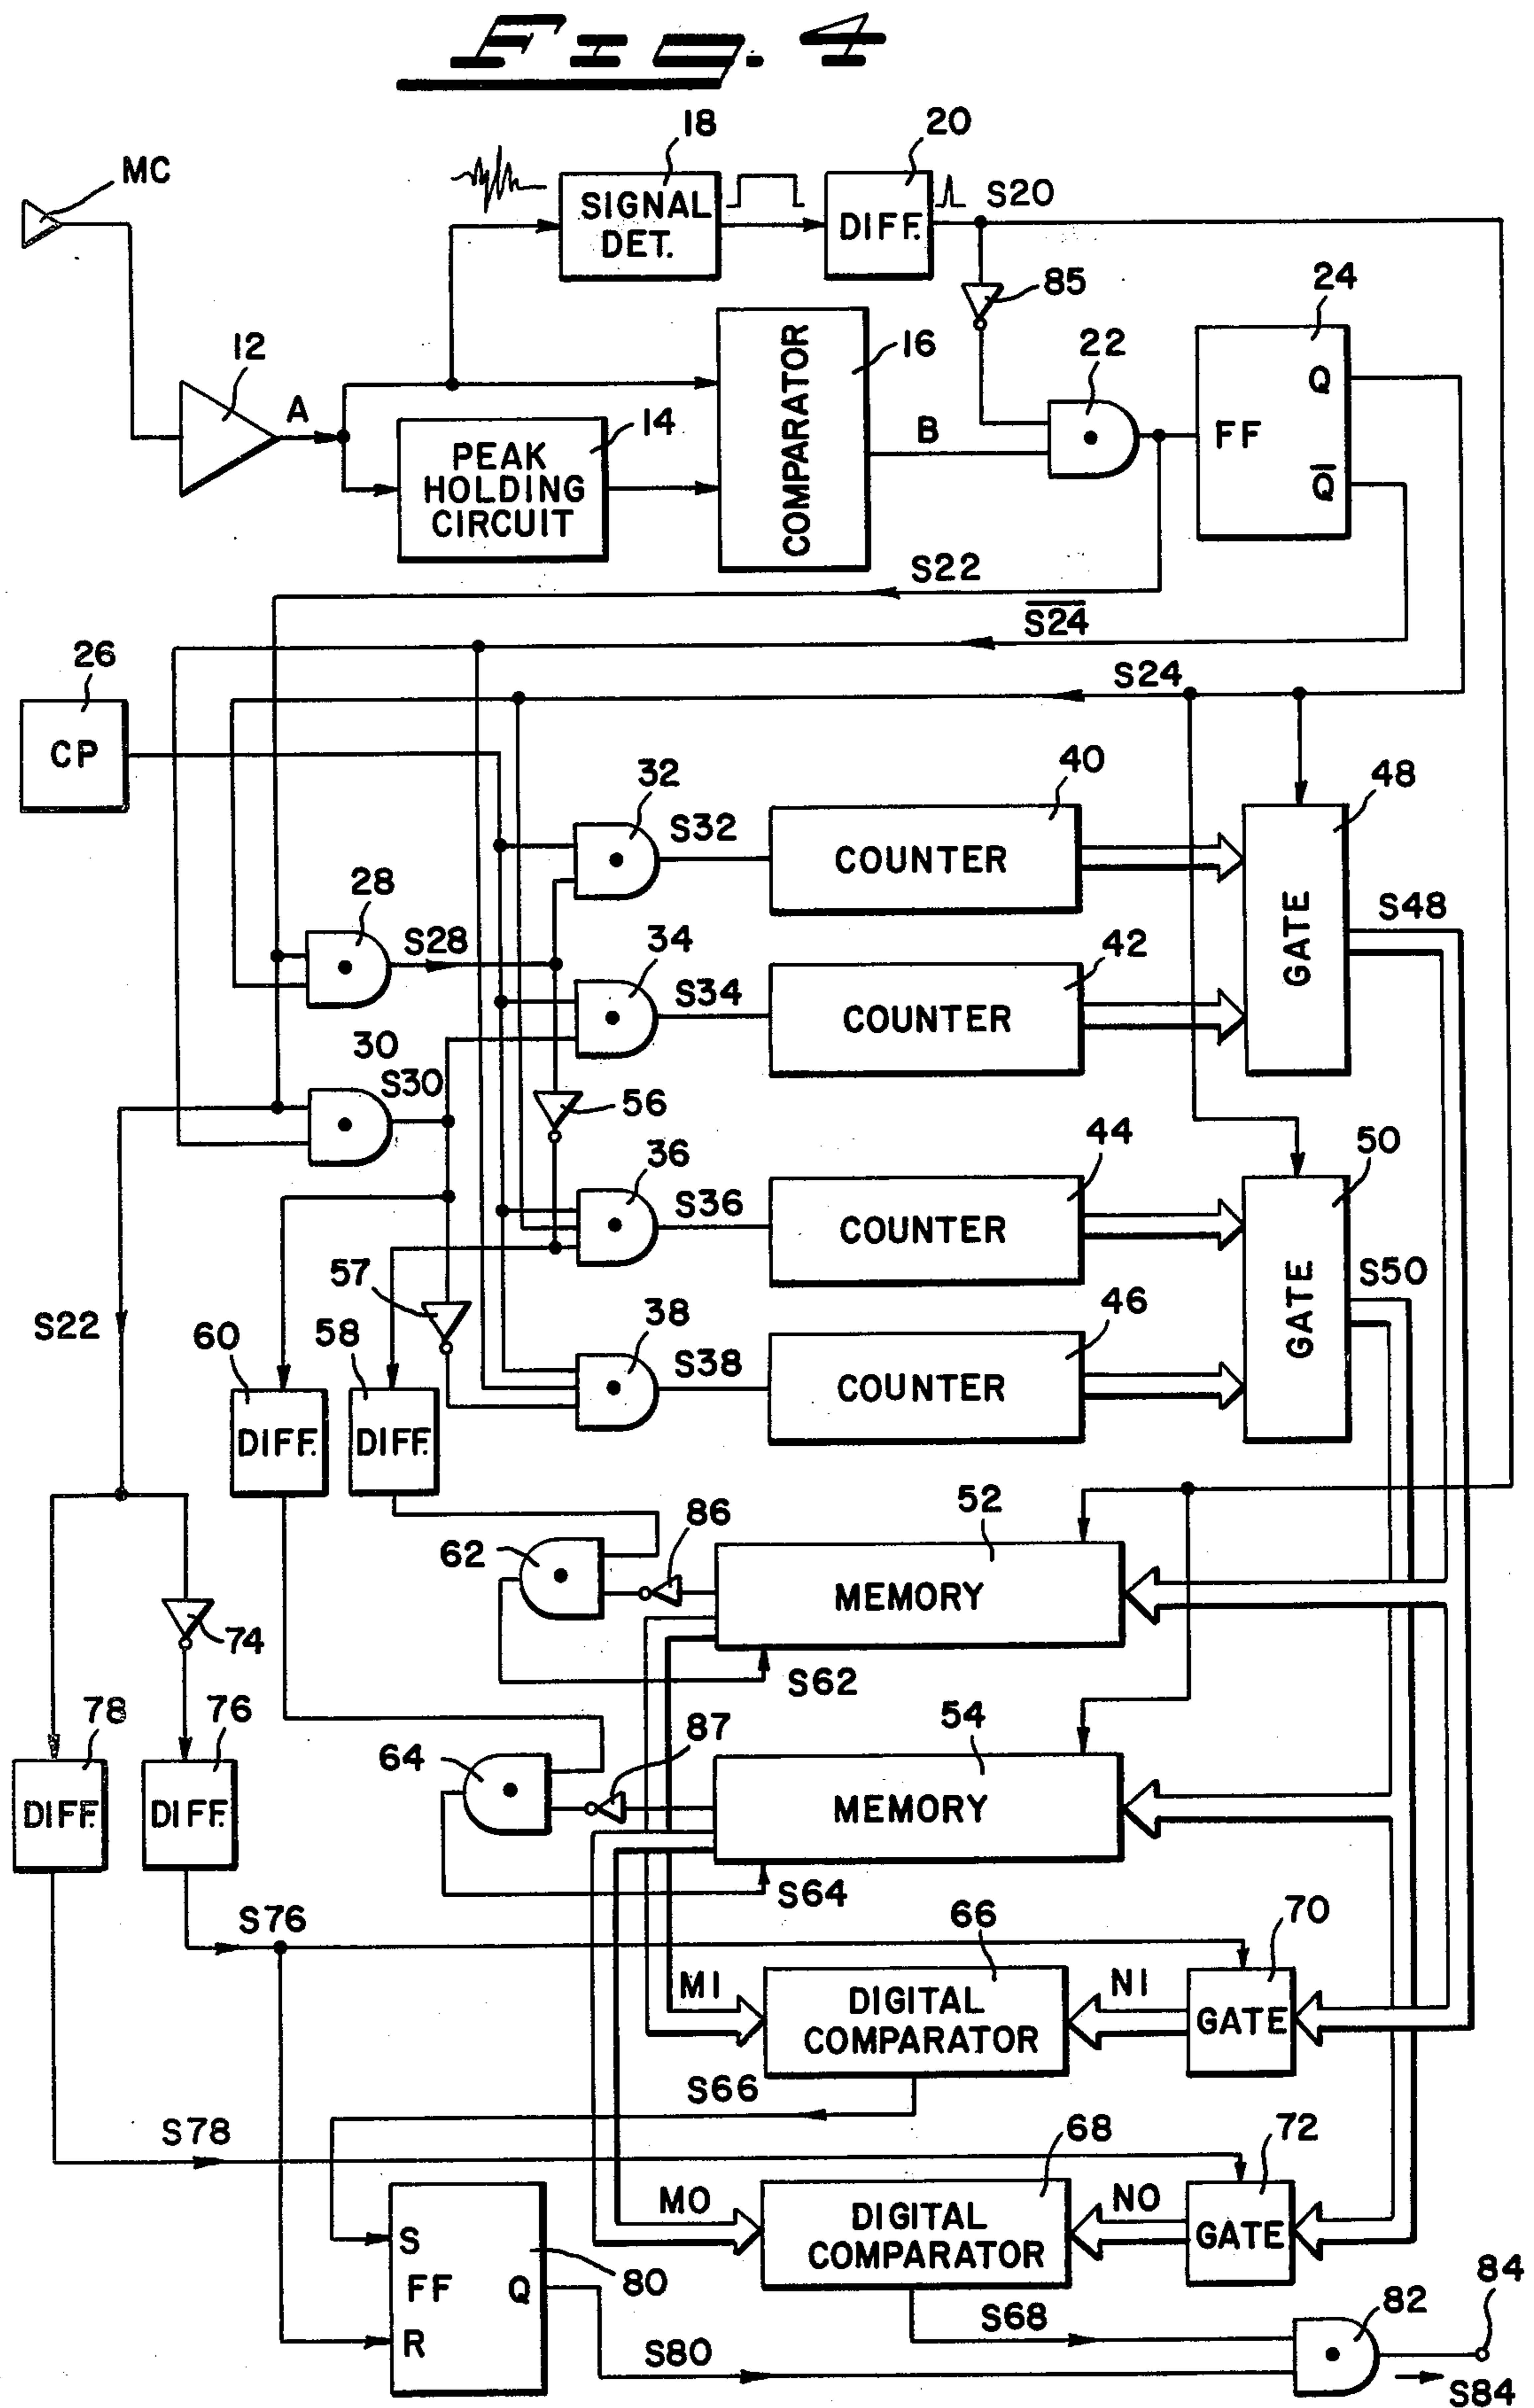 FIG. 4
MC
18
SIGNAL
DET.
20
DIFF.
S20
85
12
A
14
PEAK
HOLDING
CIRCUIT
16
COMPARATOR
B
22
24
FF
Q
Q̅
S22
S̅2̅4̅
26
CP
S24
32
S32
40
COUNTER
48
GATE
S48
28
S28
34
S34
42
COUNTER
30
S30
56
36
S36
44
COUNTER
50
GATE
S50
57
S22
60
DIFF.
58
DIFF.
38
S38
46
COUNTER
62
86
52
MEMORY
S62
74
78
DIFF.
76
DIFF.
64
87
54
MEMORY
S64
S76
66
DIGITAL
COMPARATOR
M1
N1
70
GATE
S66
S78
68
DIGITAL
COMPARATOR
MO
NO
72
GATE
S
FF
Q
R
80
S68
S80
82
84
S84